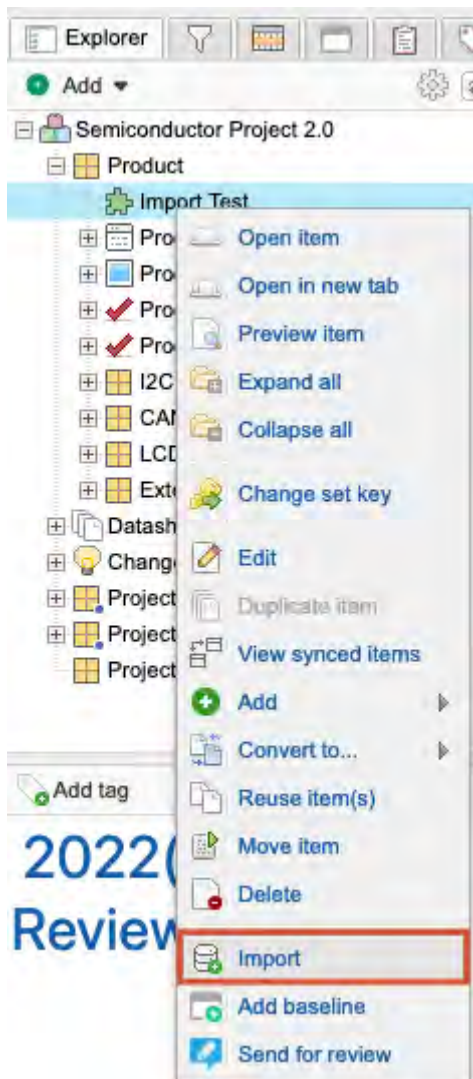 Explorer
Add
Semiconductor Project 2.0
Product
Import Test
Pro
Pro
Pro
Pro
I2C
CAN
LCD
Exte
Datash
Chang
Project
Project
Project
Open item
Open in new tab
Preview item
Expand all
Collapse all
Change set key
Edit
Duplicate item
View synced items
Add
Convert to...
Reuse item(s)
Move item
Delete
Import
Add baseline
Send for review
Add tag
2022(
Review